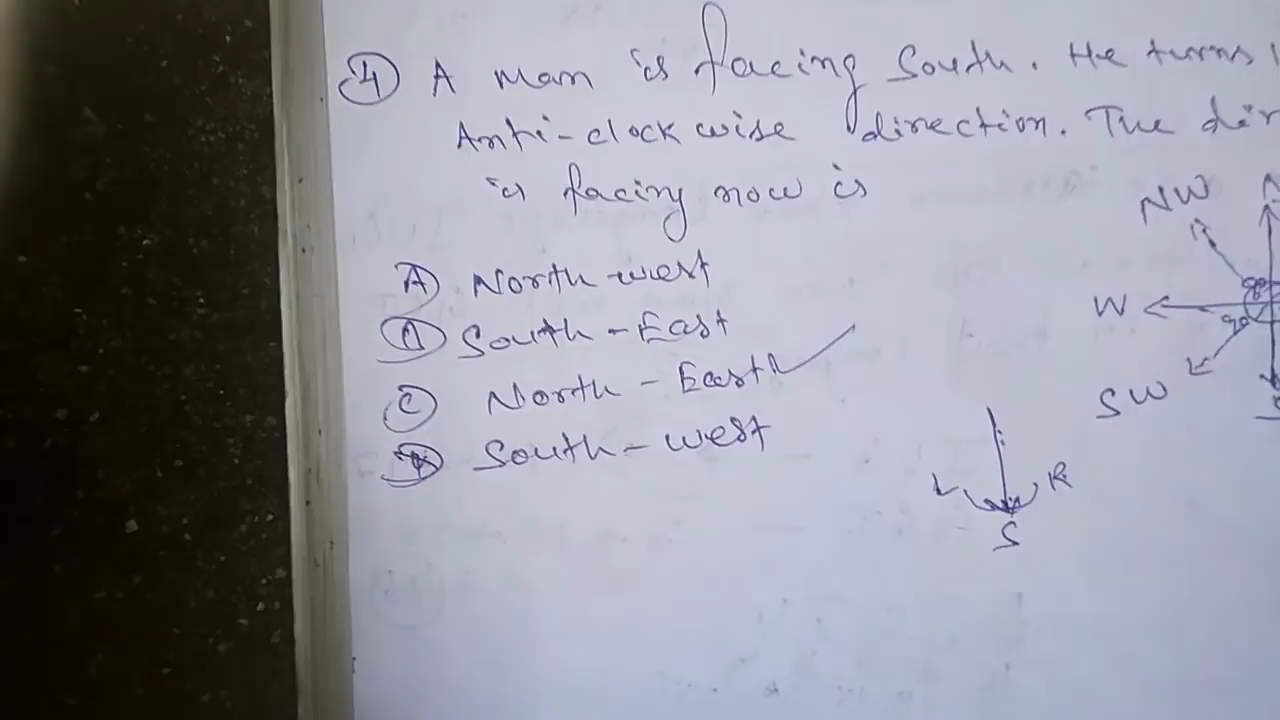 4 A man is facing South. He turns
Anti-clockwise direction. The dir
is facing now is
A North west
A South-East
C North-East
D South-west
NW
W
SW
L R
S